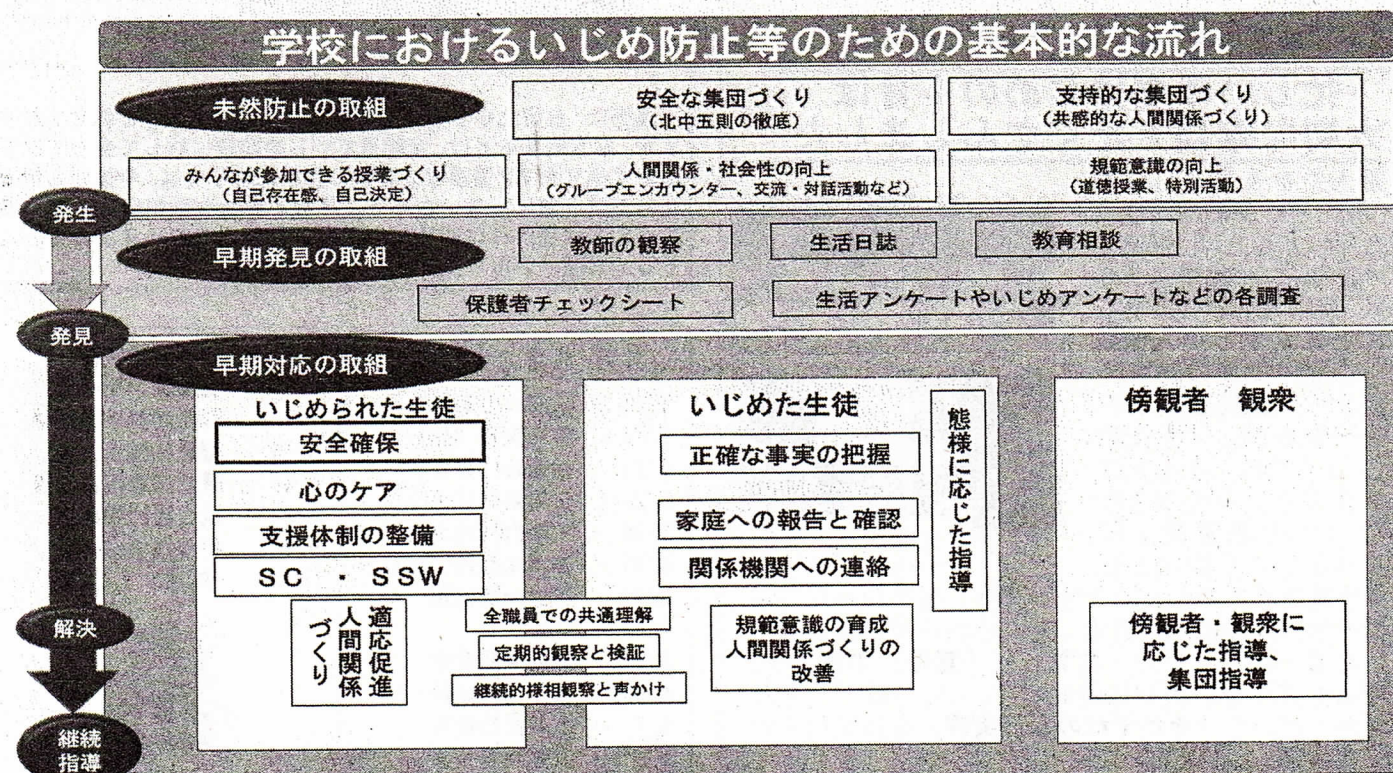 学校におけるいじめ防止等のための基本的な流れ
未然防止の取組
安全な集団づくり
（北中五則の徹底）
支持的な集団づくり
（共感的な人間関係づくり）
みんなが参加できる授業づくり
（自己存在感、自己決定）
人間関係・社会性の向上
（グループエンカウンター、交流・対話活動など）
規範意識の向上
（道徳授業、特別活動）
発生
早期発見の取組
教師の観察
生活日誌
教育相談
保護者チェックシート
生活アンケートやいじめアンケートなどの各調査
発見
早期対応の取組
いじめられた生徒
安全確保
心のケア
支援体制の整備
ＳＣ ・ ＳＳＷ
適応促進
人間関係
づくり
いじめた生徒
正確な事実の把握
家庭への報告と確認
関係機関への連絡
態様に応じた指導
規範意識の育成
人間関係づくりの
改善
全職員での共通理解
定期的観察と検証
継続的様相観察と声かけ
傍観者 観衆
傍観者・観衆に
応じた指導、
集団指導
解決
継続
指導